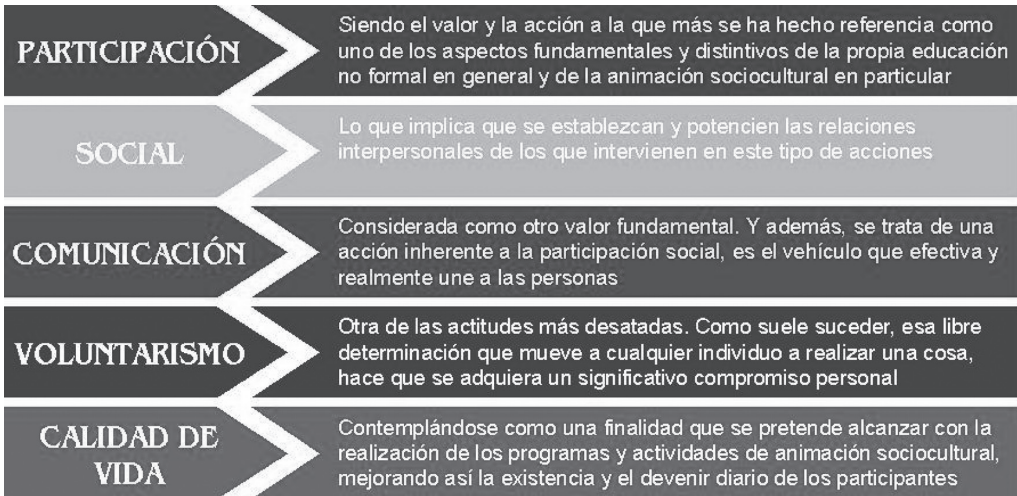 PARTICIPACIÓN
Siendo el valor y la acción a la que más se ha hecho referencia como
uno de los aspectos fundamentales y distintivos de la propia educación
no formal en general y de la animación sociocultural en particular
SOCIAL
Lo que implica que se establezcan y potencien las relaciones
interpersonales de los que intervienen en este tipo de acciones
COMUNICACIÓN
Considerada como otro valor fundamental. Y además, se trata de una
acción inherente a la participación social, es el vehículo que efectiva y
realmente une a las personas
VOLUNTARISMO
Otra de las actitudes más desatadas. Como suele suceder, esa libre
determinación que mueve a cualquier individuo a realizar una cosa,
hace que se adquiera un significativo compromiso personal
CALIDAD DE
VIDA
Contemplándose como una finalidad que se pretende alcanzar con la
realización de los programas y actividades de animación sociocultural,
mejorando así la existencia y el devenir diario de los participantes